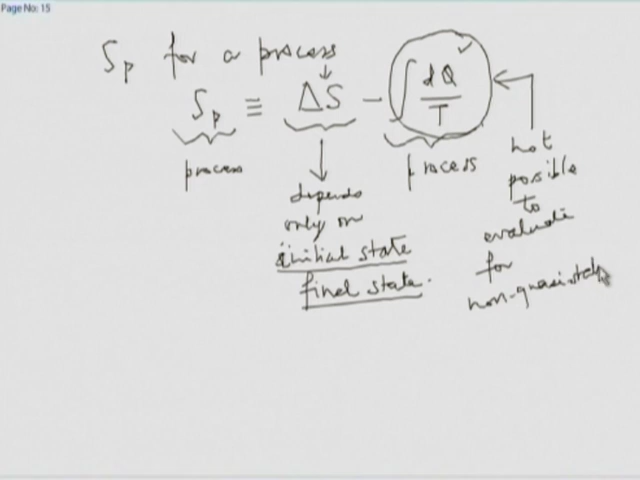 Page No: 15
Sp for a process
Sp ≡ ΔS - ∫ đQ/T
process
process
depends
only on
initial state
final state.
not
possible
to
evaluate
for
non-quasistatic